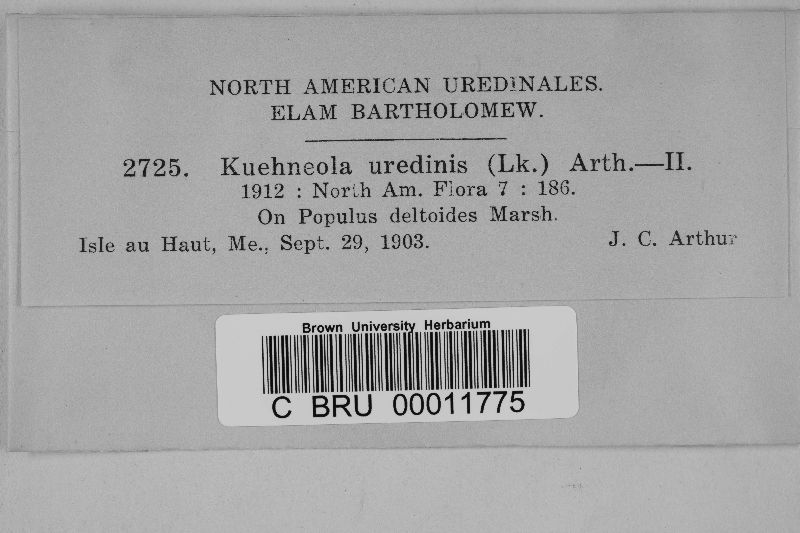 NORTH AMERICAN UREDINALES.
ELAM BARTHOLOMEW.
2725. Kuehneola uredinis (Lk.) Arth.—II.
1912 : North Am. Flora 7 : 186.
On Populus deltoides Marsh.
Isle au Haut, Me., Sept. 29, 1903. J. C. Arthur
Brown University Herbarium
C BRU 00011775